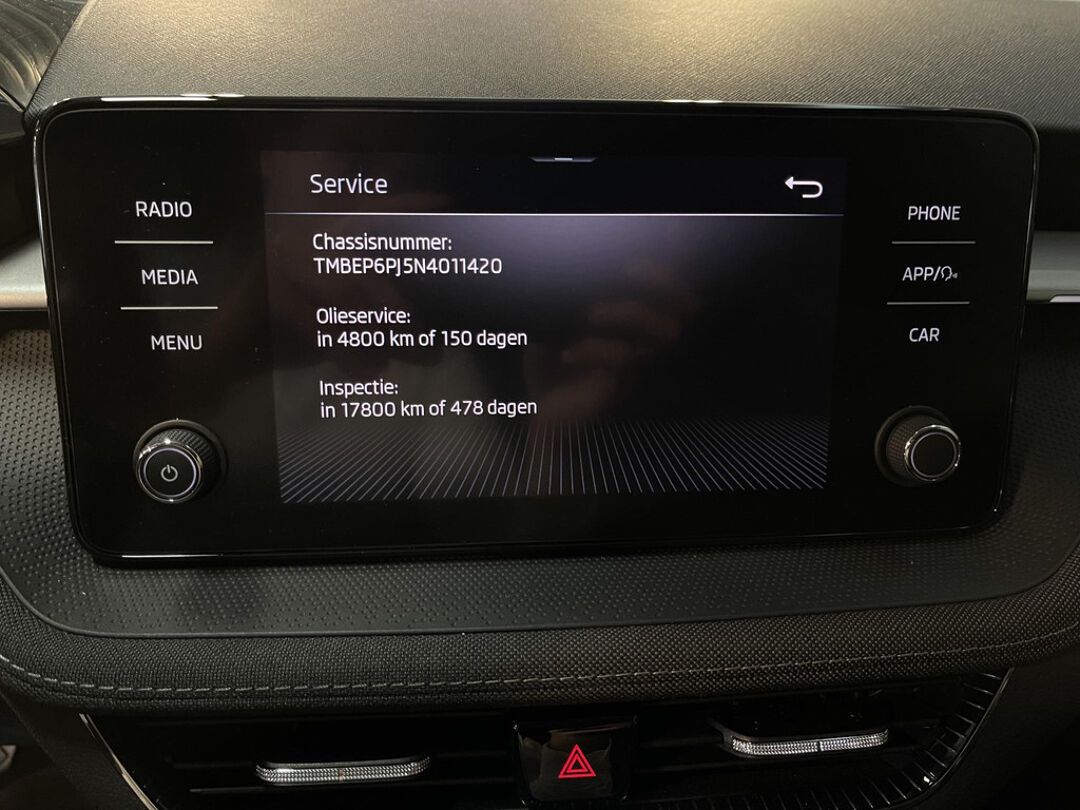 Service
RADIO
MEDIA
MENU
Chassisnummer:
TMBEP6PJ5N4011420
Olieservice:
in 4800 km of 150 dagen
Inspectie:
in 17800 km of 478 dagen
PHONE
APP/
CAR